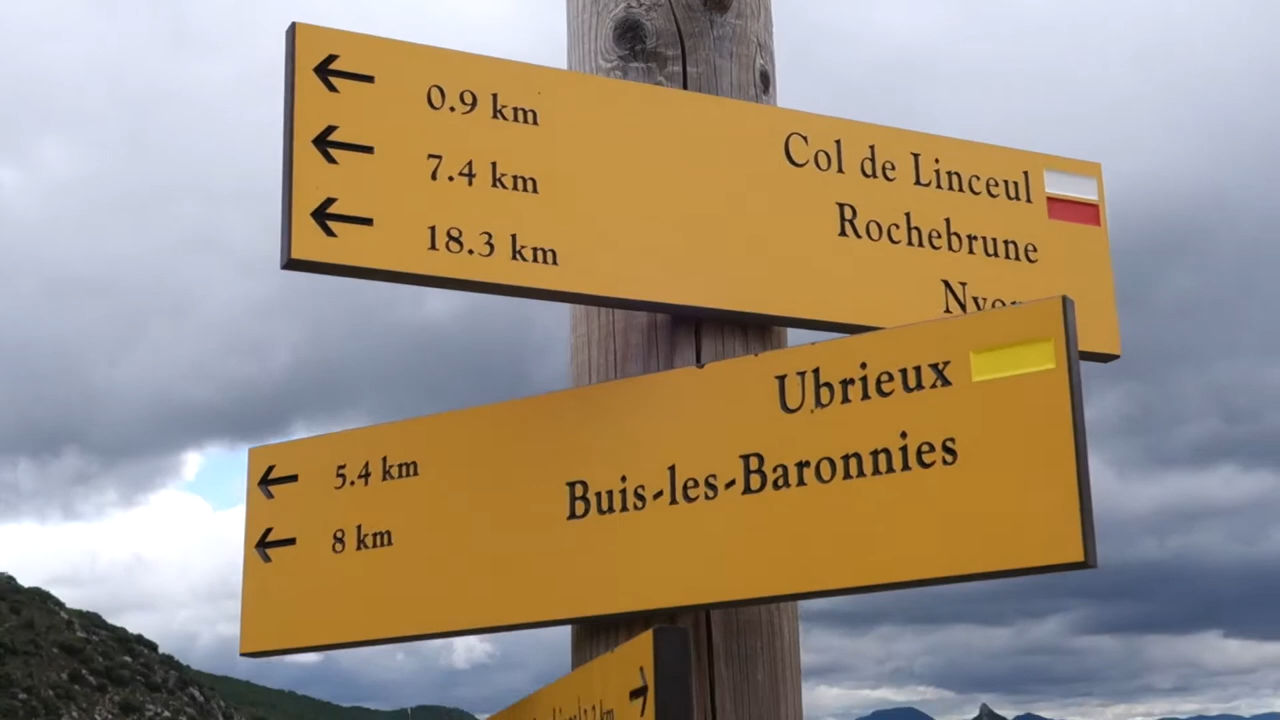 0.9 km Col de Linceul
7.4 km Rochebrune
18.3 km
5.4 km Ubrieux
8 km Buis-les-Baronnies